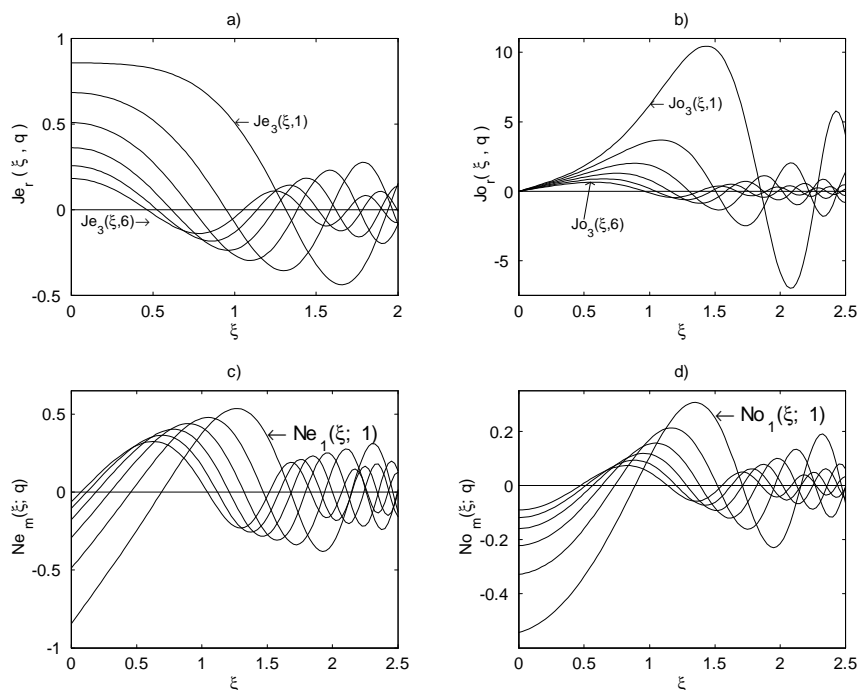 a)
1
0.5
0
-0.5
0 0.5 1 1.5 2
Je_r (ξ, q)
ξ
← Je_3(ξ,1)
Je_3(ξ,6) →
b)
10
5
0
-5
0 0.5 1 1.5 2 2.5
Jo_r (ξ, q)
ξ
← Jo_3(ξ,1)
Jo_3(ξ,6)
c)
0.5
0
-0.5
-1
0 0.5 1 1.5 2 2.5
Ne_m(ξ; q)
ξ
← Ne_1(ξ; 1)
d)
0.2
0
-0.2
-0.4
0 0.5 1 1.5 2 2.5
No_m(ξ; q)
ξ
← No_1(ξ; 1)